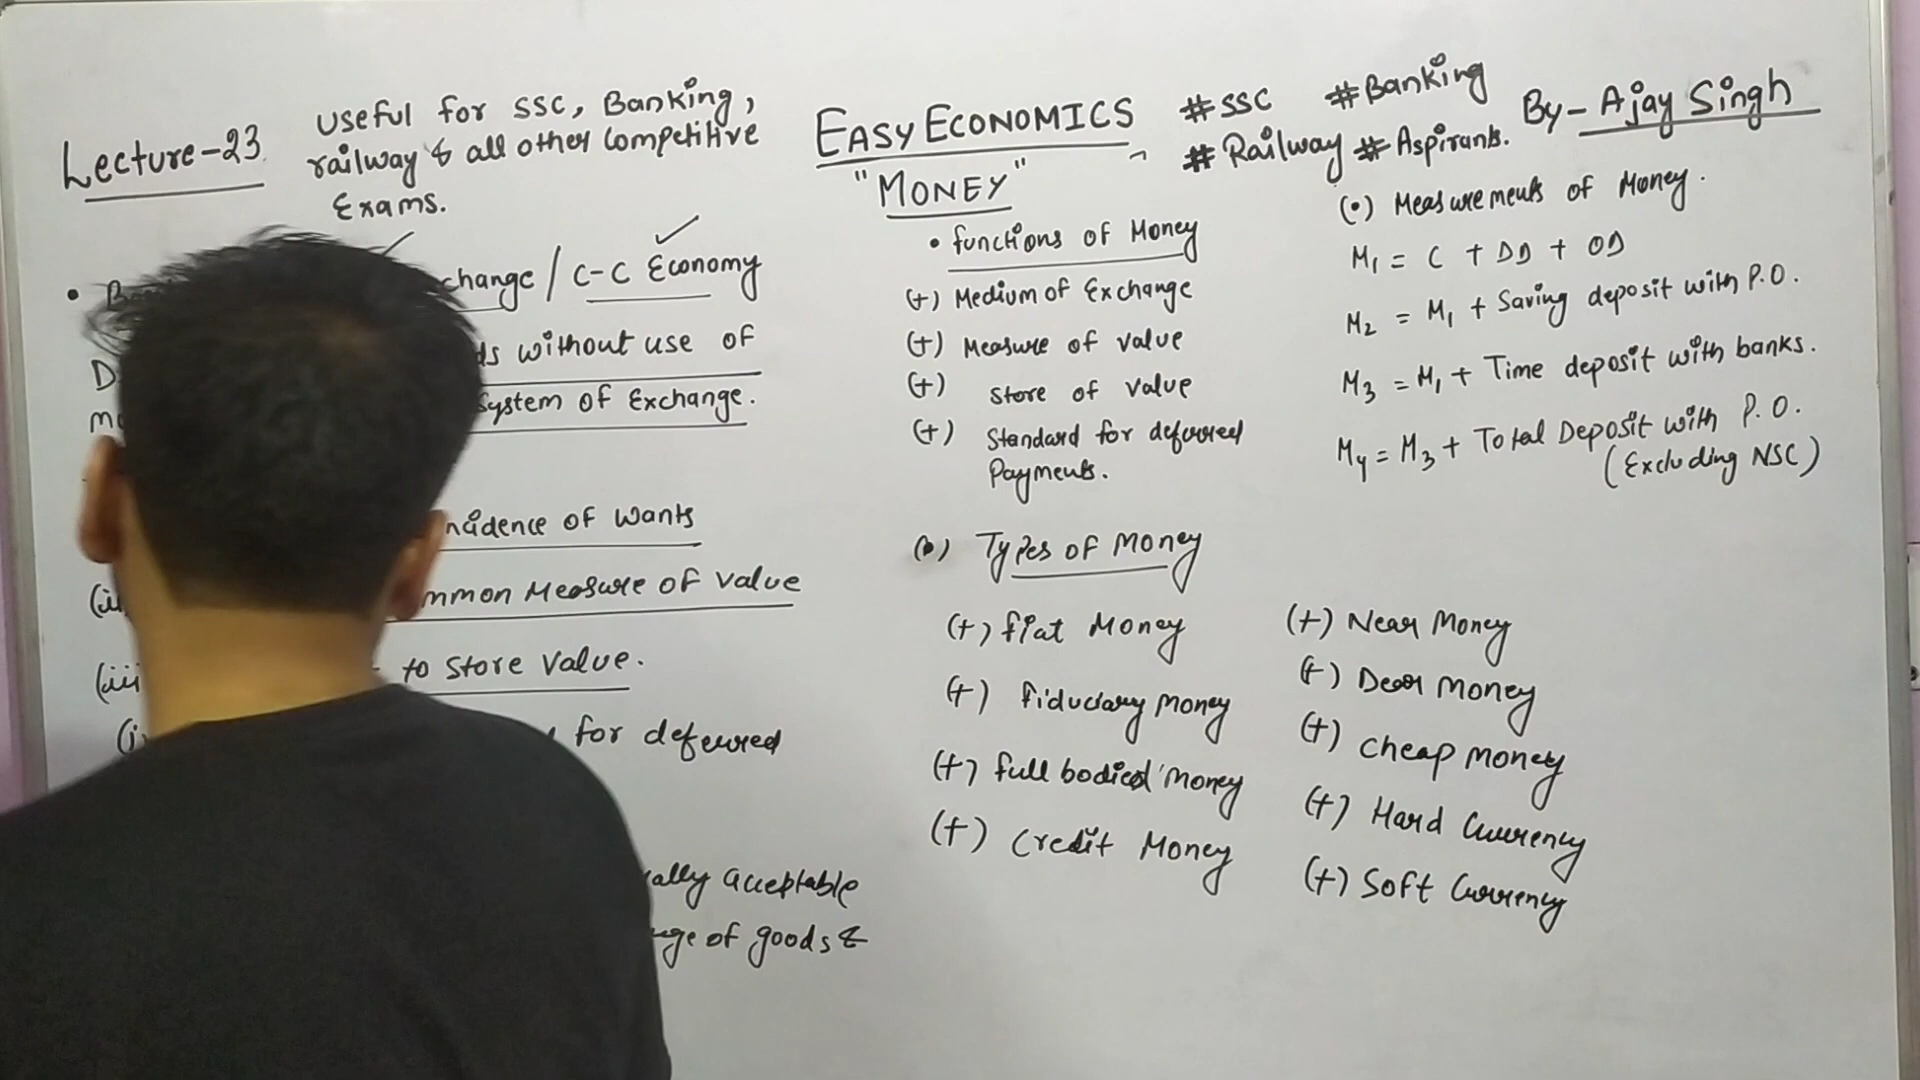 Lecture-23
Useful for SSC, Banking,
railway & all other Competitive
Exams.
change / C-C Economy
ds without use of
System of Exchange.
ncidence of Wants
mmon Measure of Value
(iii
to Store Value.
for deferred
ally acceptable
nge of goods &
EASY ECONOMICS
"MONEY"
• functions of Money
(+) Medium of Exchange
(+) Measure of value
(+) Store of Value
(+) Standard for deferred
Payments.
(•) Types of Money
(+) fiat Money
(+) fiduciary Money
(+) full bodied Money
(+) Credit Money
(+) Near Money
(+) Dear Money
(+) Cheap Money
(+) Hard Currency
(+) Soft Currency
#SSC #Banking
#Railway #Aspirants.
By- Ajay Singh
(•) Measurements of Money.
M1 = C + DD + OD
M2 = M1 + Saving deposit with P.O.
M3 = M1 + Time deposit with banks.
M4 = M3 + Total Deposit with P.O.
(Excluding NSC)